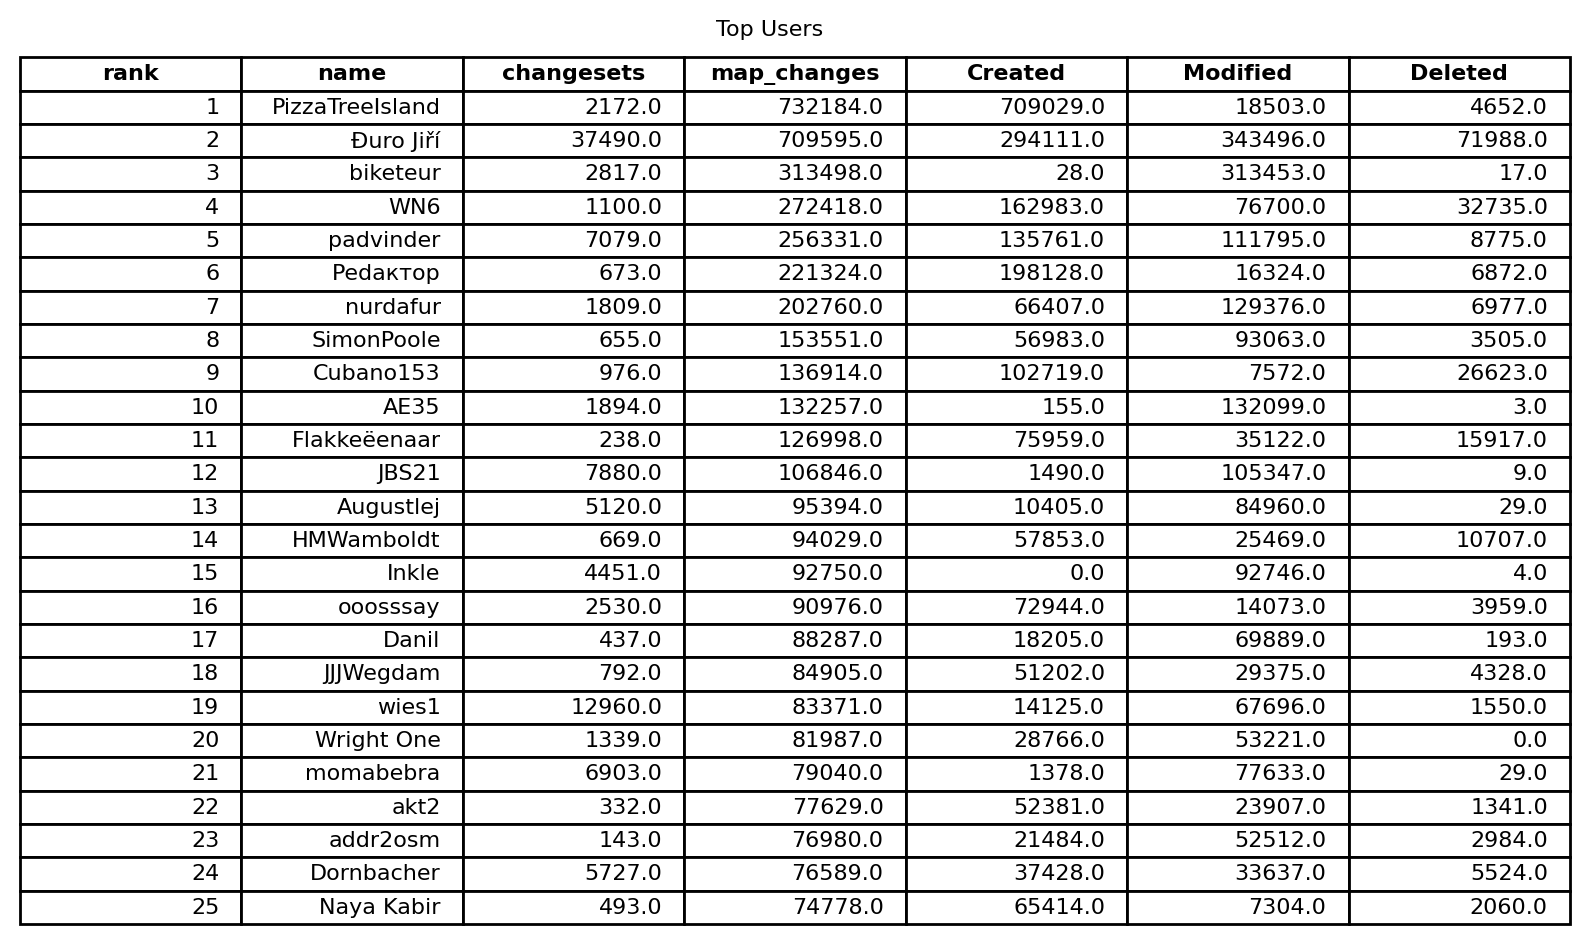 Top Users
rank name changesets map_changes Created Modified Deleted
1 PizzaTreeIsland 2172.0 732184.0 709029.0 18503.0 4652.0
2 Đuro Jiří 37490.0 709595.0 294111.0 343496.0 71988.0
3 biketeur 2817.0 313498.0 28.0 313453.0 17.0
4 WN6 1100.0 272418.0 162983.0 76700.0 32735.0
5 padvinder 7079.0 256331.0 135761.0 111795.0 8775.0
6 Реdактор 673.0 221324.0 198128.0 16324.0 6872.0
7 nurdafur 1809.0 202760.0 66407.0 129376.0 6977.0
8 SimonPoole 655.0 153551.0 56983.0 93063.0 3505.0
9 Cubano153 976.0 136914.0 102719.0 7572.0 26623.0
10 AE35 1894.0 132257.0 155.0 132099.0 3.0
11 Flakkeëenaar 238.0 126998.0 75959.0 35122.0 15917.0
12 JBS21 7880.0 106846.0 1490.0 105347.0 9.0
13 Augustlej 5120.0 95394.0 10405.0 84960.0 29.0
14 HMWamboldt 669.0 94029.0 57853.0 25469.0 10707.0
15 Inkle 4451.0 92750.0 0.0 92746.0 4.0
16 ooosssay 2530.0 90976.0 72944.0 14073.0 3959.0
17 Danil 437.0 88287.0 18205.0 69889.0 193.0
18 JJJWegdam 792.0 84905.0 51202.0 29375.0 4328.0
19 wies1 12960.0 83371.0 14125.0 67696.0 1550.0
20 Wright One 1339.0 81987.0 28766.0 53221.0 0.0
21 momabebra 6903.0 79040.0 1378.0 77633.0 29.0
22 akt2 332.0 77629.0 52381.0 23907.0 1341.0
23 addr2osm 143.0 76980.0 21484.0 52512.0 2984.0
24 Dornbacher 5727.0 76589.0 37428.0 33637.0 5524.0
25 Naya Kabir 493.0 74778.0 65414.0 7304.0 2060.0